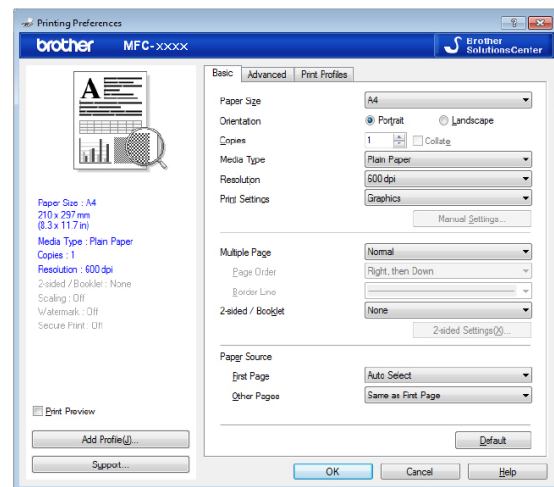 Printing Preferences
brother MFC-xxxx
Brother
SolutionsCenter
Basic Advanced Print Profiles
A
Paper Size : A4
210 x 297 mm
(8.3 x 11.7 in)
Media Type : Plain Paper
Copies : 1
Resolution : 600 dpi
2-sided / Booklet : None
Scaling : Off
Watermark : Off
Secure Print : Off
Print Preview
Add Profile(J)...
Support...
Paper Size A4
Orientation Portrait Landscape
Copies 1 Collate
Media Type Plain Paper
Resolution 600 dpi
Print Settings Graphics
Manual Settings...
Multiple Page Normal
Page Order Right, then Down
Border Line
2-sided / Booklet None
2-sided Settings(X)...
Paper Source
First Page Auto Select
Other Pages Same as First Page
Default
OK Cancel Help